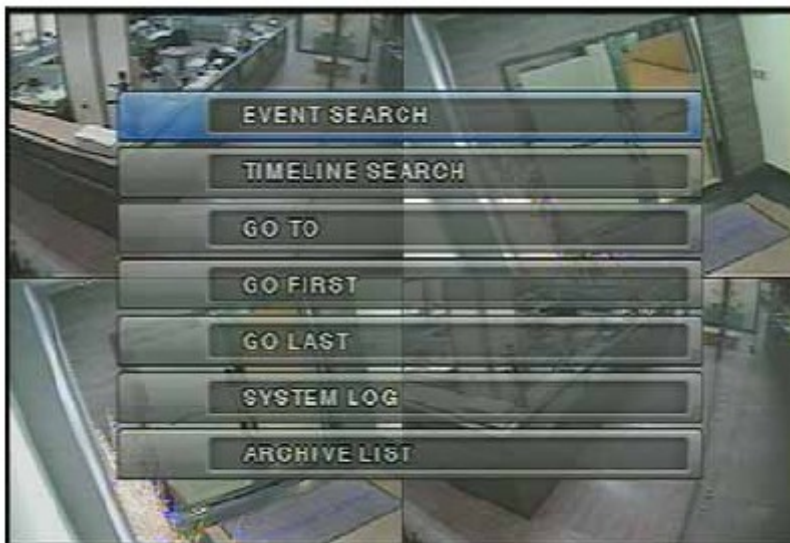 EVENT SEARCH
TIMELINE SEARCH
GO TO
GO FIRST
GO LAST
SYSTEM LOG
ARCHIVE LIST